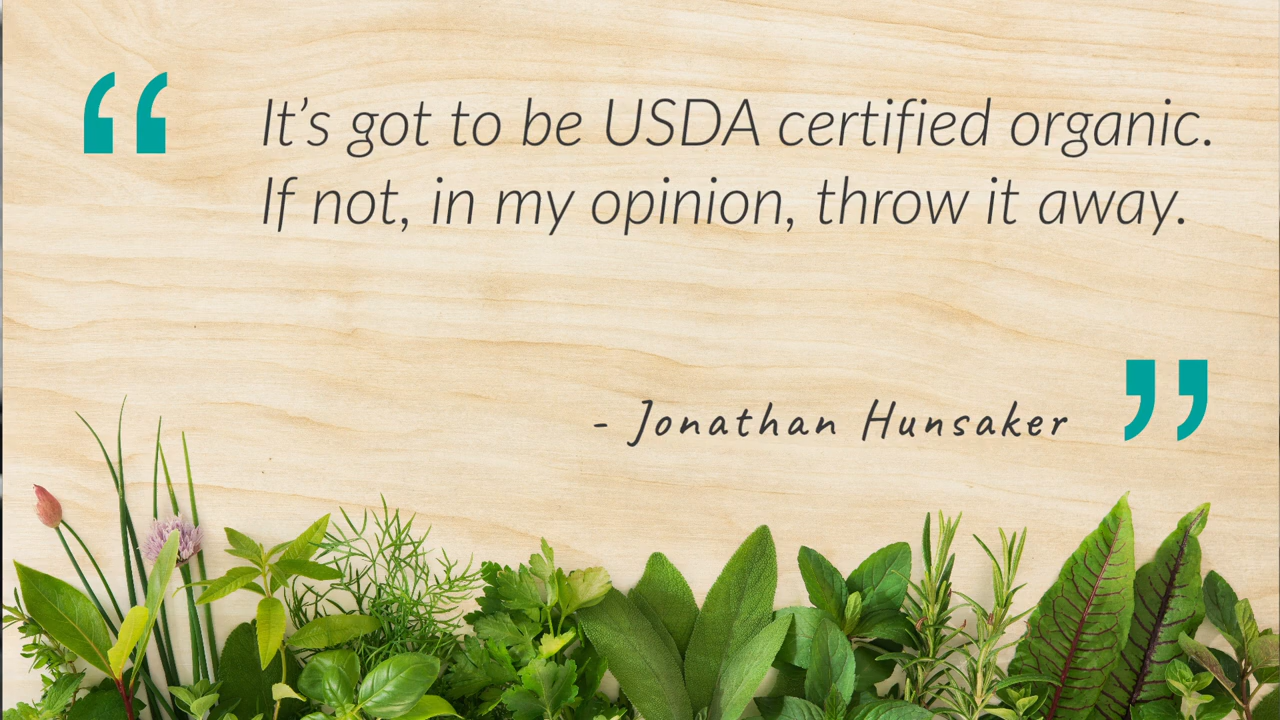 “ It’s got to be USDA certified organic.
If not, in my opinion, throw it away.
- Jonathan Hunsaker ”